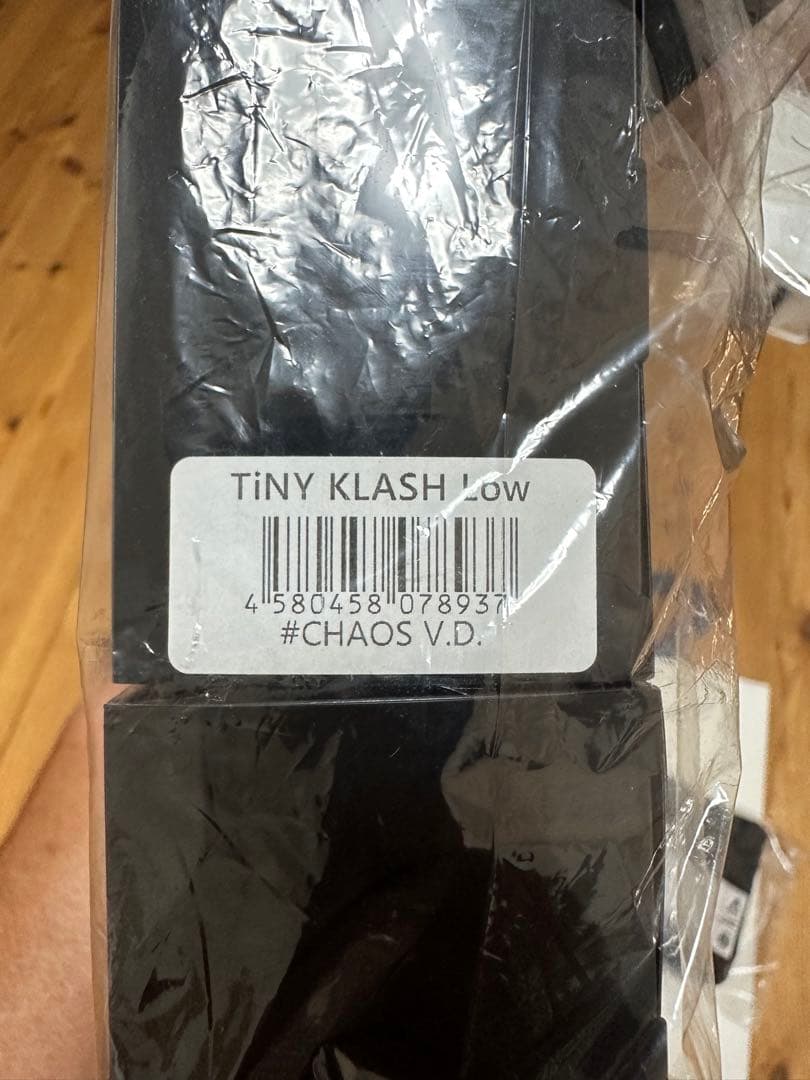 TiNY KLASH Low
4 580458 078937
#CHAOS V.D.